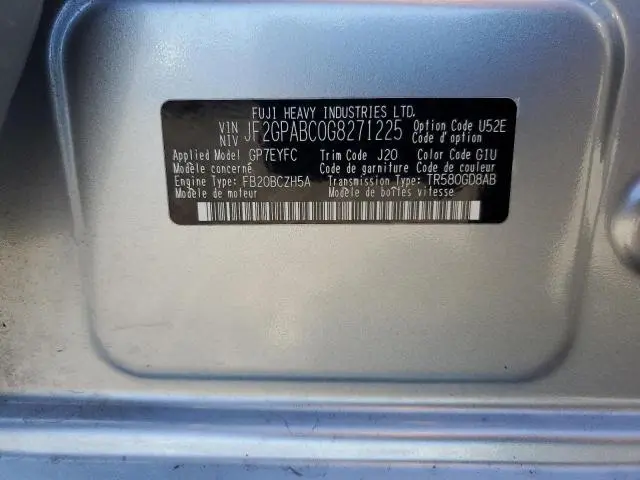 FUJI HEAVY INDUSTRIES LTD.
VIN JF2GPABC0G8271225 Option Code U52E
NIV Code d'option
Applied Model GP7EYFC Trim Code J20 Color Code G1U
Modèle concerné Code de garniture Code de couleur
Engine Type: FB20BCZH5A Transmission Type: TR580GD8AB
Modèle de moteur Modèle de boîtes vitesse